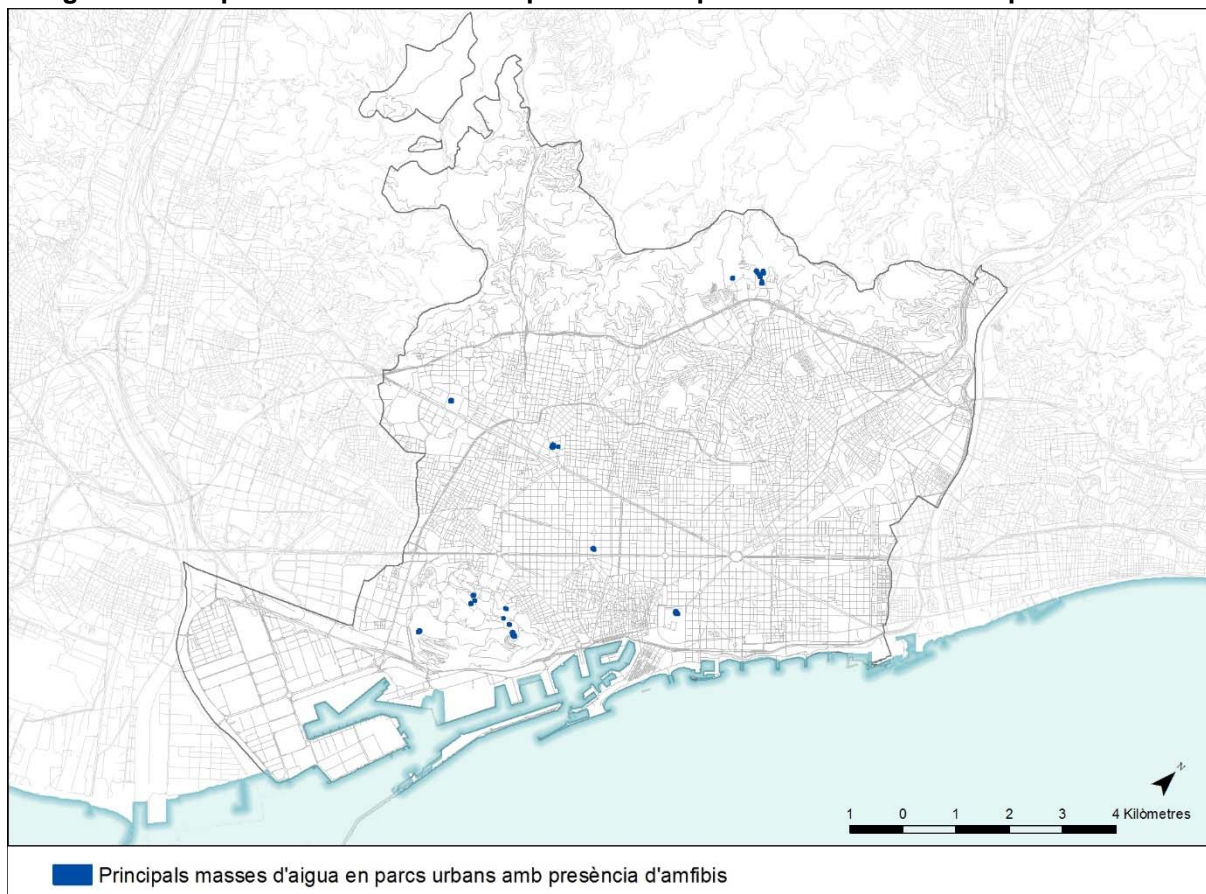 N
1 0 1 2 3 4 Kilòmetres
Principals masses d'aigua en parcs urbans amb presència d'amfibis